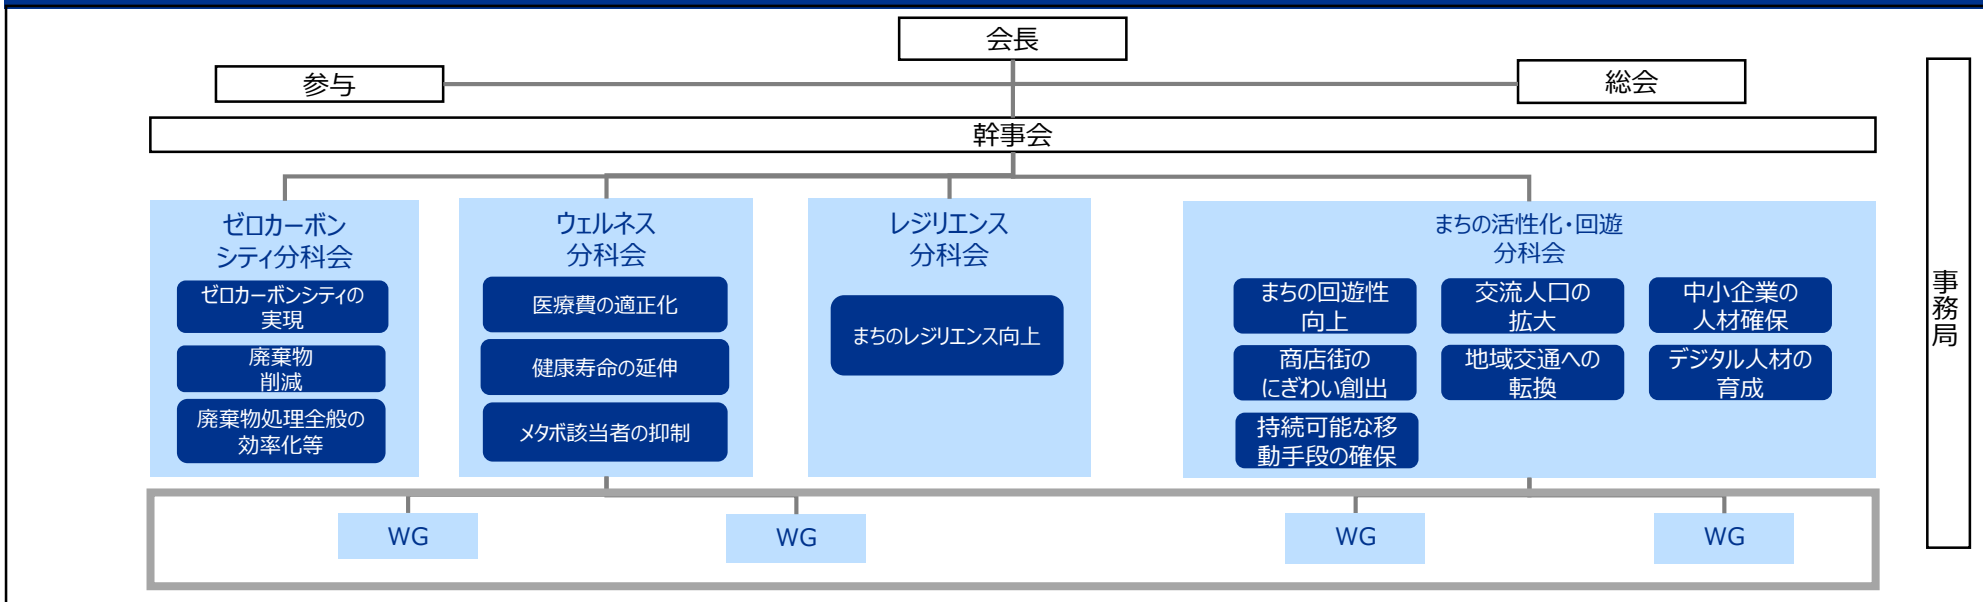 会長
参与
総会
幹事会
事務局
ゼロカーボン
シティ分科会
ゼロカーボンシティの
実現
廃棄物
削減
廃棄物処理全般の
効率化等
ウェルネス
分科会
医療費の適正化
健康寿命の延伸
メタボ該当者の抑制
レジリエンス
分科会
まちのレジリエンス向上
まちの活性化・回遊
分科会
まちの回遊性
向上
交流人口の
拡大
中小企業の
人材確保
商店街の
にぎわい創出
地域交通への
転換
デジタル人材の
育成
持続可能な移
動手段の確保
WG
WG
WG
WG